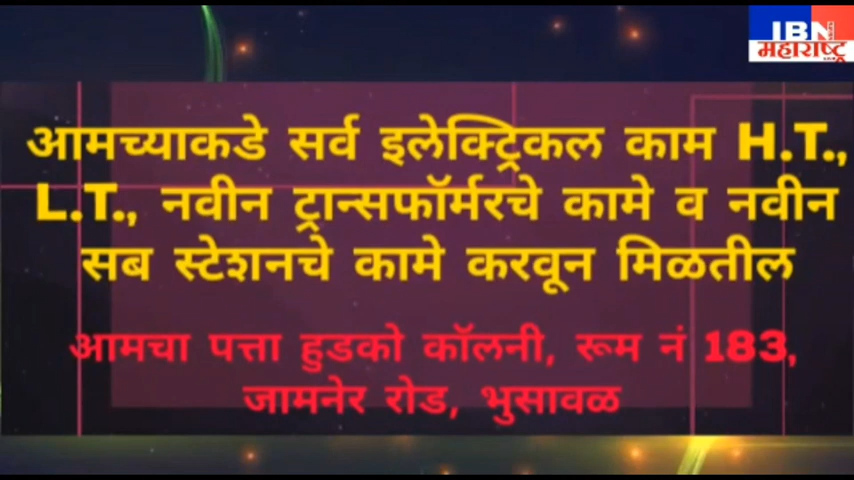 IBN
महाराष्ट्र
आमच्याकडे सर्व इलेक्ट्रिकल काम H.T.,
L.T., नवीन ट्रान्सफॉर्मरचे कामे व नवीन
सब स्टेशनचे कामे करवून मिळतील
आमचा पत्ता हुडको कॉलनी, रूम नं 183,
जामनेर रोड, भुसावळ